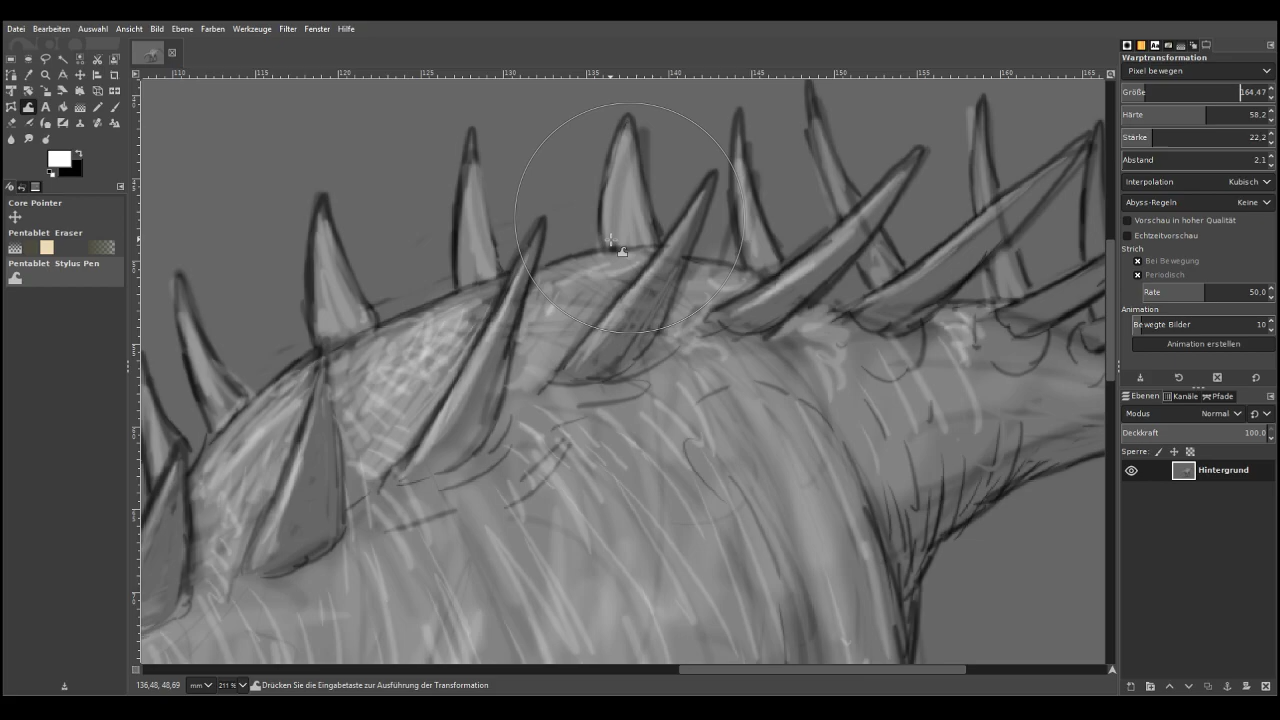 Datei Bearbeiten Auswahl Ansicht Bild Ebene Farben Werkzeuge Filter Fenster Hilfe
110 115 120 125 130 135 140 145 150 155 160 165
Core Pointer
Pentablet Eraser
Pentablet Stylus Pen
Warptransformation
Pixel bewegen
Größe 164,47
Härte 58,2
Stärke 22,2
Abstand 2,1
Interpolation Kubisch
Abyss-Regeln Keine
Vorschau in hoher Qualität
Echtzeitvorschau
Strich
Bei Bewegung
Periodisch
Rate 50,0
Animation
Bewegte Bilder 10
Animation erstellen
Ebenen Kanäle Pfade
Modus Normal
Deckkraft 100,0
Sperre:
Hintergrund
136,48, 48,69 mm 211 % Drücken Sie die Eingabetaste zur Ausführung der Transformation